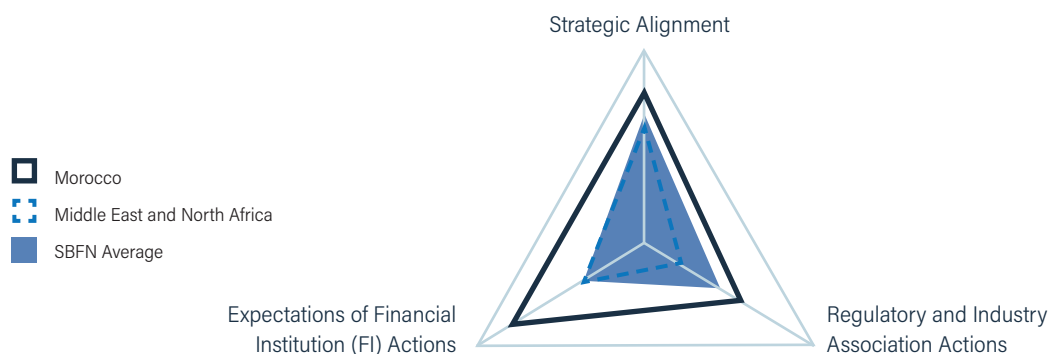 Strategic Alignment
Morocco
Middle East and North Africa
SBFN Average
Expectations of Financial
Institution (FI) Actions
Regulatory and Industry
Association Actions